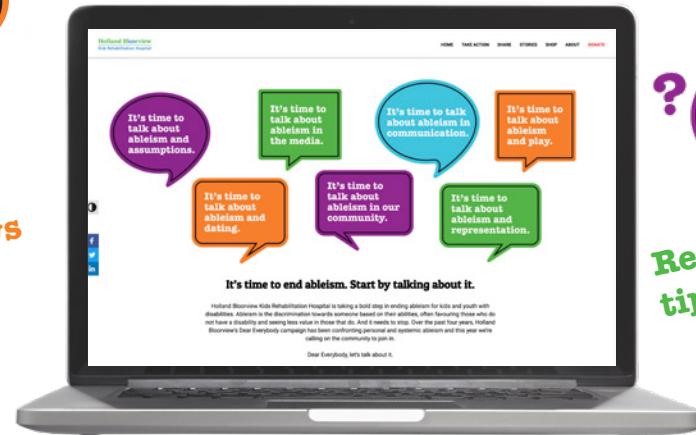 Holland Bloorview
Kids Rehabilitation Hospital
HOME TAKE ACTION SHARE STORIES SHOP ABOUT DONATE
It's time to
talk about
ableism and
assumptions.
It's time to
talk about
ableism in
the media.
It's time to talk
about ableism in
communication.
It's time to
talk about
ableism
and play.
It's time to
talk about
ableism and
dating.
It's time to
talk about
ableism in our
community.
It's time to
talk about
ableism and
representation.
It's time to end ableism. Start by talking about it.
Holland Bloorview Kids Rehabilitation Hospital is taking a bold step in ending ableism for kids and youth with
disabilities. Ableism is the discrimination towards someone based on their abilities, often favouring those who do
not have a disability and seeing less value in those that do. And it needs to stop. Over the past four years, Holland
Bloorview's Dear Everybody campaign has been confronting personal and systemic ableism and this year we're
calling on the community to join in.
Dear Everybody, let's talk about it.
f
in
?
s
Re
tip